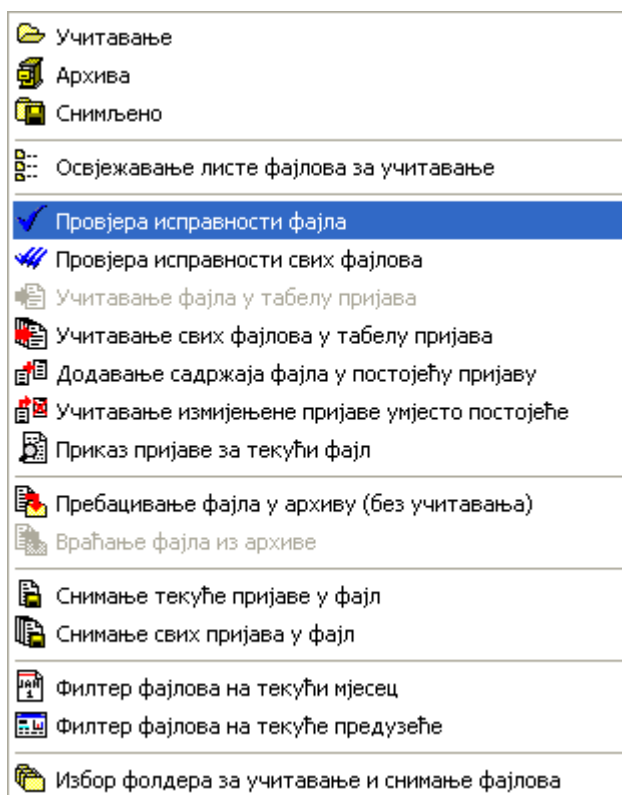 Учитавање
Архива
Снимљено
Освјежавање листе фајлова за учитавање
Провјера исправности фајла
Провјера исправности свих фајлова
Учитавање фајла у табелу пријава
Учитавање свих фајлова у табелу пријава
Додавање садржаја фајла у постојећу пријаву
Учитавање измијењене пријаве умјесто постојеће
Приказ пријаве за текући фајл
Пребацивање фајла у архиву (без учитавања)
Враћање фајла из архиве
Снимање текуће пријаве у фајл
Снимање свих пријава у фајл
Филтер фајлова на текући мјесец
Филтер фајлова на текуће предузеће
Избор фолдера за учитавање и снимање фајлова